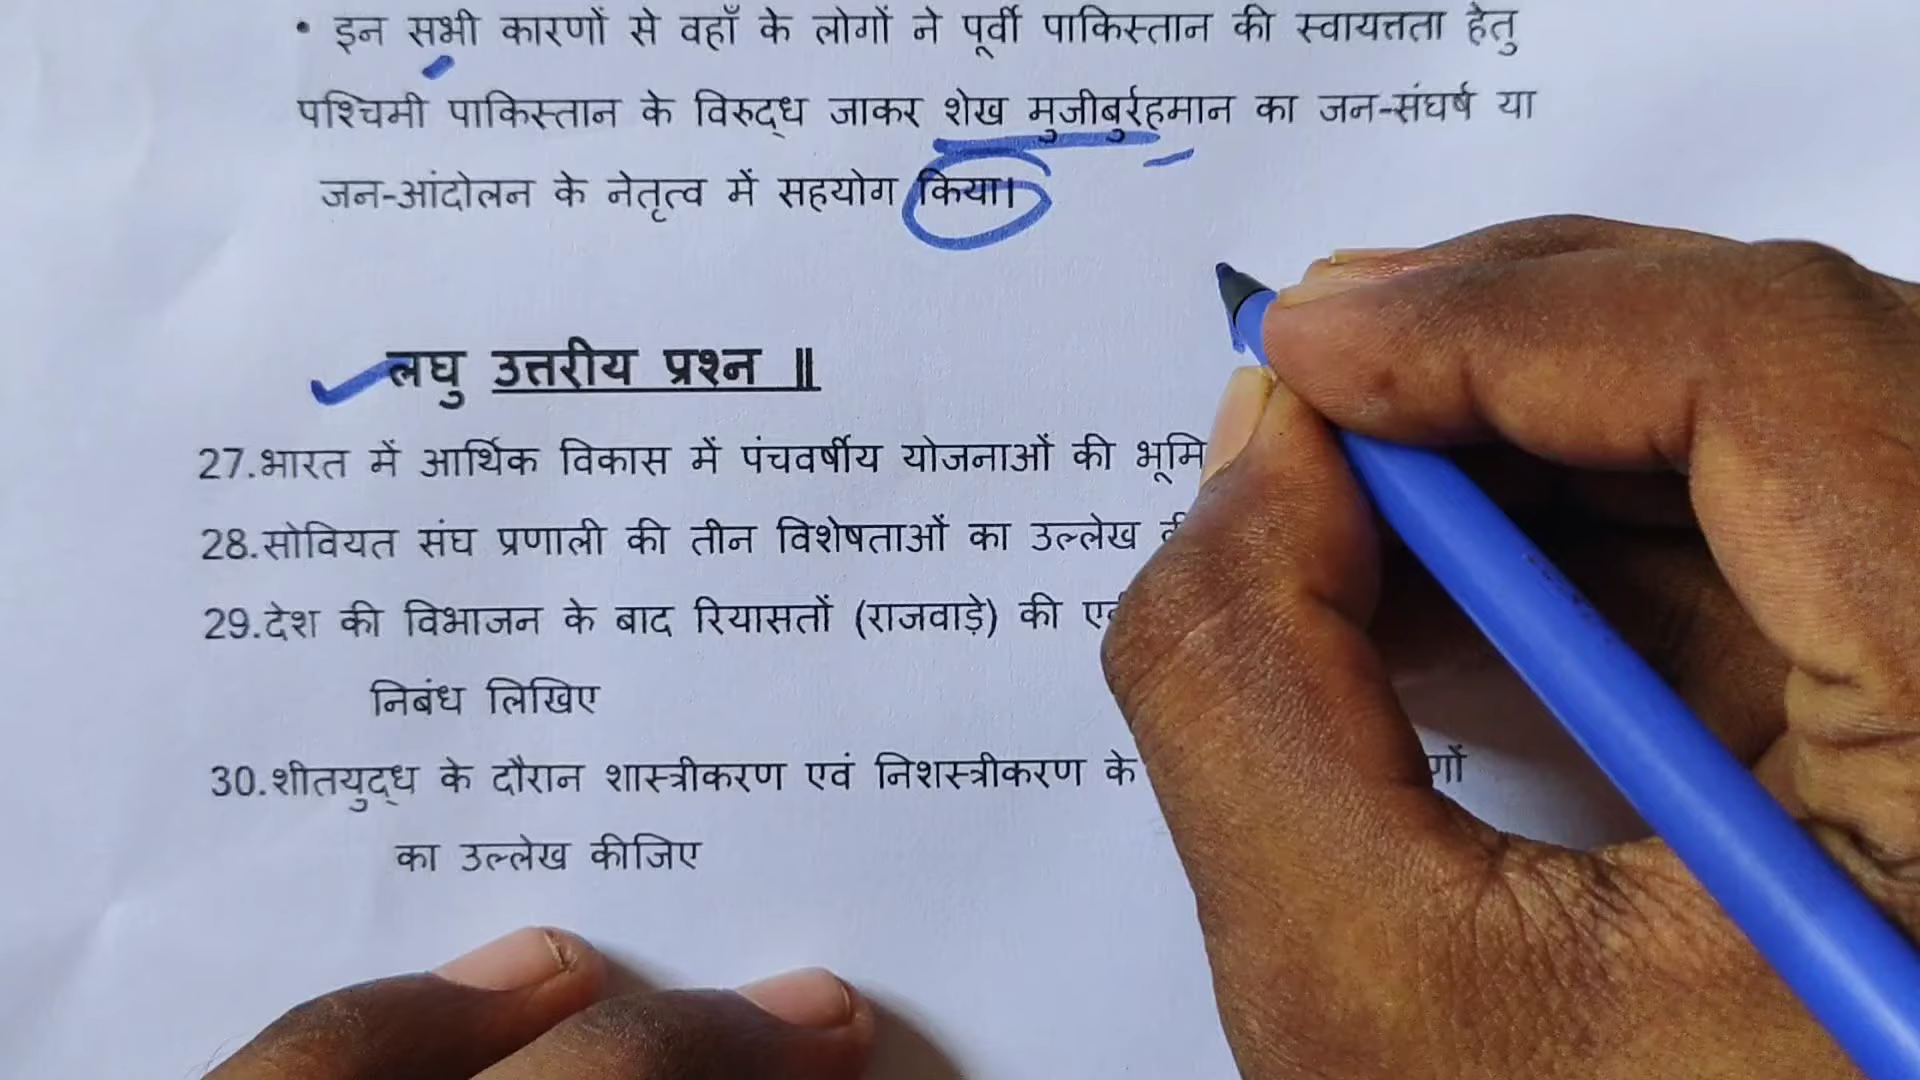 • इन सभी कारणों से वहाँ के लोगों ने पूर्वी पाकिस्तान की स्वायत्तता हेतु
पश्चिमी पाकिस्तान के विरुद्ध जाकर शेख मुजीबुर्रहमान का जन-संघर्ष या
जन-आंदोलन के नेतृत्व में सहयोग किया।
लघु उत्तरीय प्रश्न ॥
27.भारत में आर्थिक विकास में पंचवर्षीय योजनाओं की
28.सोवियत संघ प्रणाली की तीन विशेषताओं का उल्लेख
29.देश की विभाजन के बाद रियासतों (राजवाड़े) की
निबंध लिखिए
30.शीतयुद्ध के दौरान शास्त्रीकरण एवं निशस्त्रीकरण के
का उल्लेख कीजिए